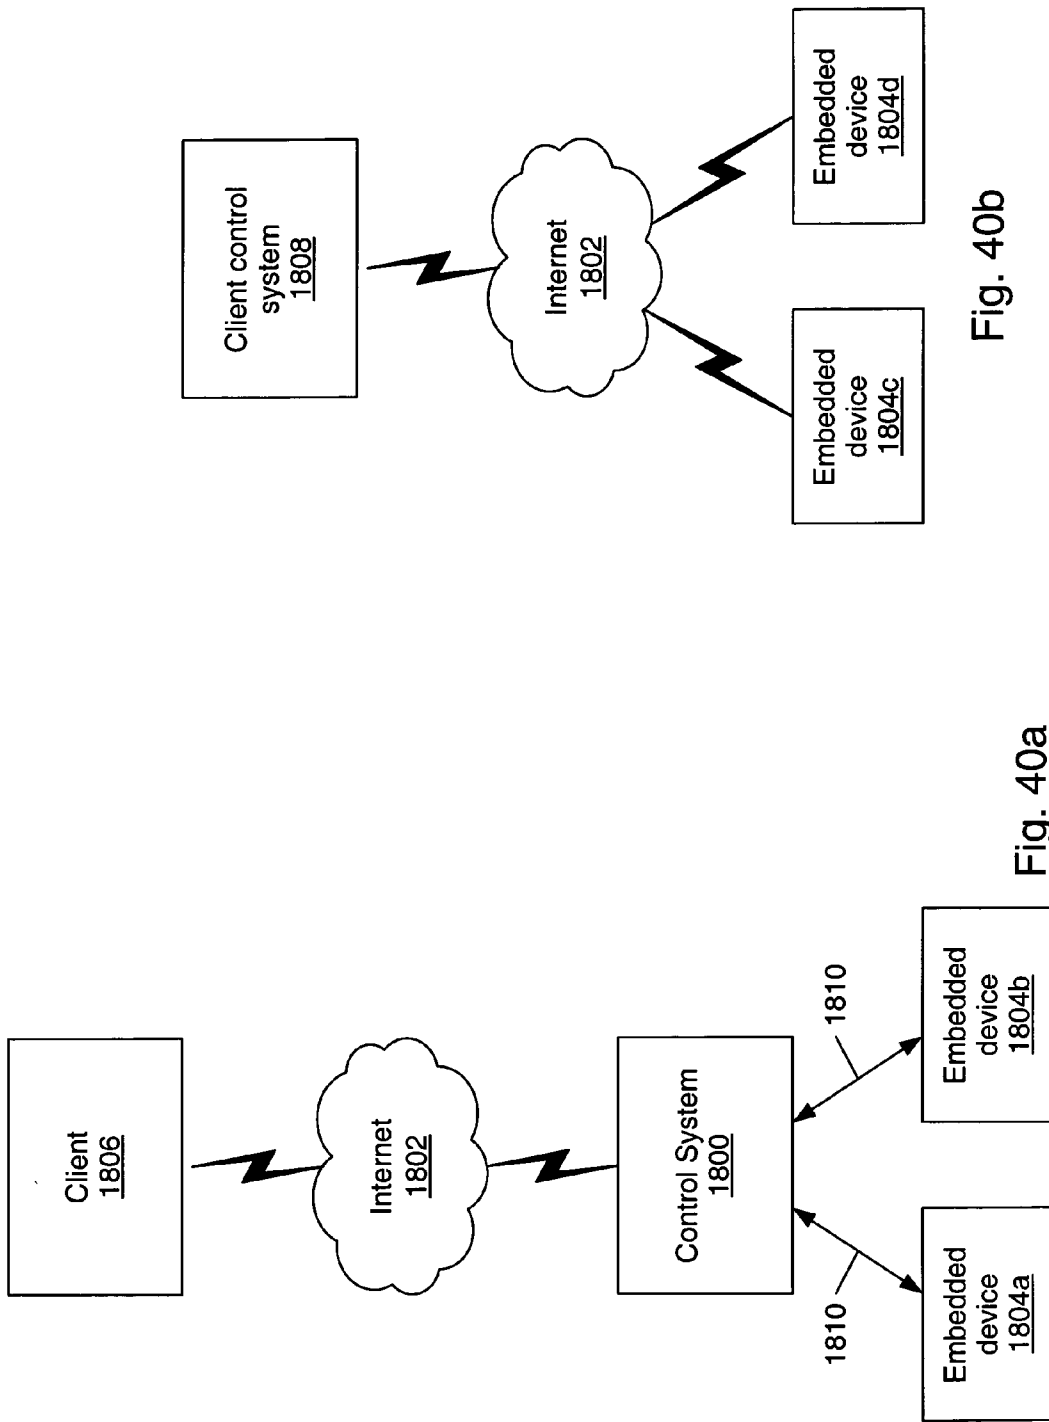 Client
1806
Internet
1802
Control System
1800
1810
1810
Embedded
device
1804a
Embedded
device
1804b
Fig. 40a
Client control
system
1808
Internet
1802
Embedded
device
1804c
Embedded
device
1804d
Fig. 40b